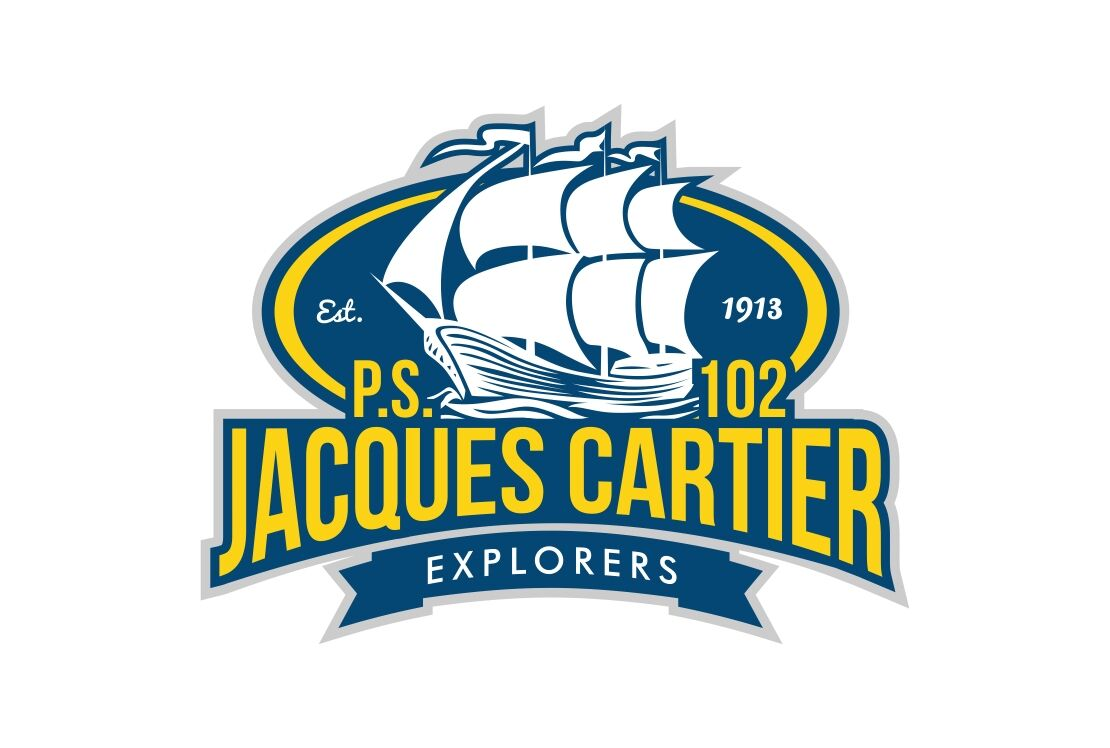 Est. 1913
P.S. 102
JACQUES CARTIER
EXPLORERS